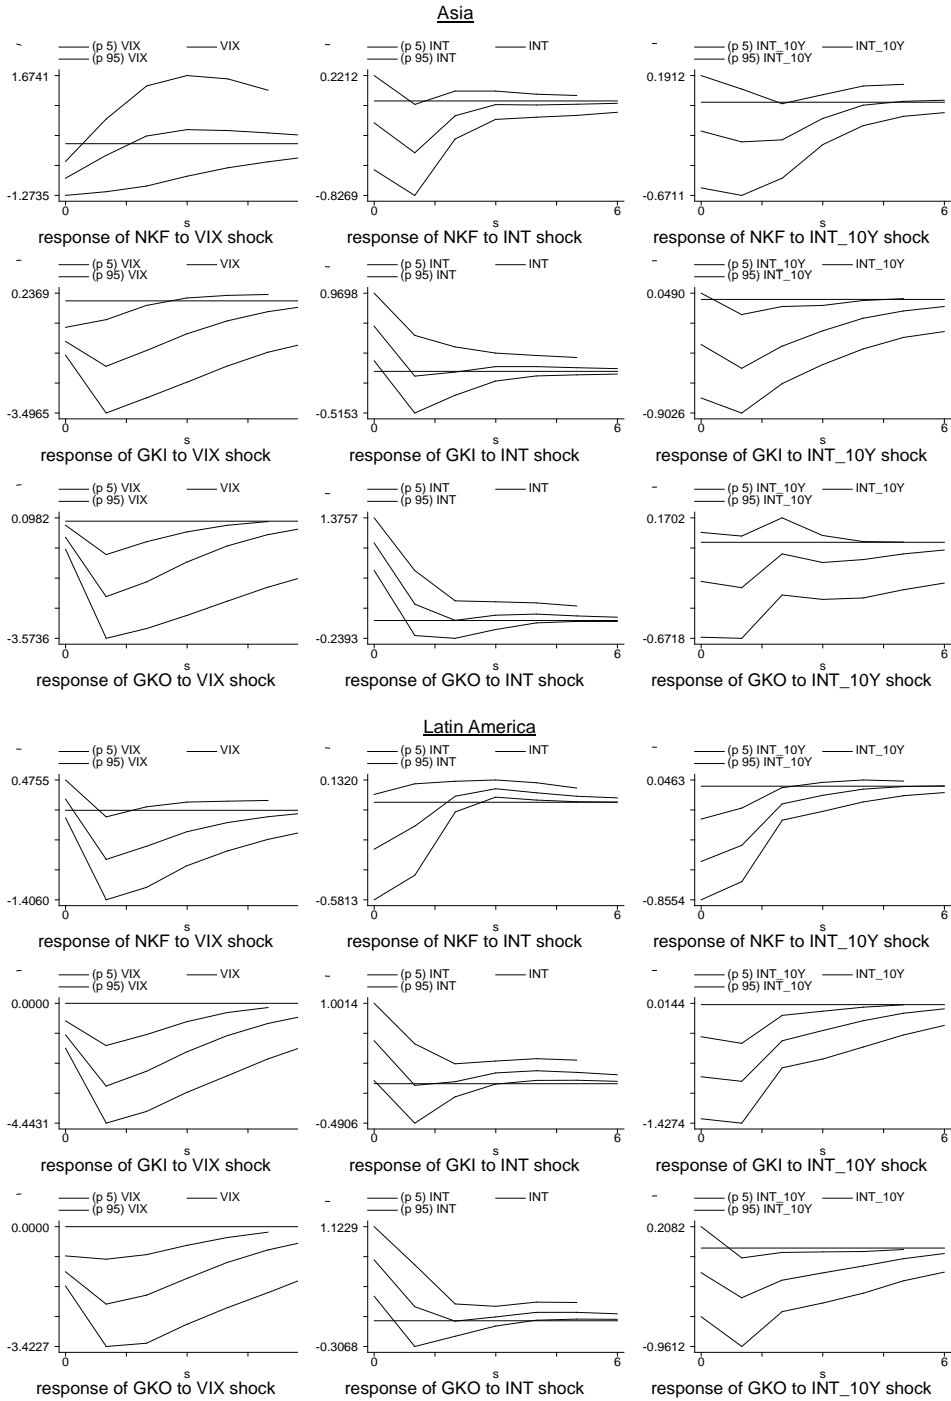 Asia
(p 5) VIX VIX
(p 95) VIX
1.6741
-1.2735
0
s
response of NKF to VIX shock
(p 5) INT INT
(p 95) INT
0.2212
-0.8269
0 6
s
response of NKF to INT shock
(p 5) INT_10Y INT_10Y
(p 95) INT_10Y
0.1912
-0.6711
0 6
s
response of NKF to INT_10Y shock
(p 5) VIX VIX
(p 95) VIX
0.2369
-3.4965
0
s
response of GKI to VIX shock
(p 5) INT INT
(p 95) INT
0.9698
-0.5153
0 6
s
response of GKI to INT shock
(p 5) INT_10Y INT_10Y
(p 95) INT_10Y
0.0490
-0.9026
0 6
s
response of GKI to INT_10Y shock
(p 5) VIX VIX
(p 95) VIX
0.0982
-3.5736
0
s
response of GKO to VIX shock
(p 5) INT INT
(p 95) INT
1.3757
-0.2393
0 6
s
response of GKO to INT shock
(p 5) INT_10Y INT_10Y
(p 95) INT_10Y
0.1702
-0.6718
0 6
s
response of GKO to INT_10Y shock
Latin America
(p 5) VIX VIX
(p 95) VIX
0.4755
-1.4060
0
s
response of NKF to VIX shock
(p 5) INT INT
(p 95) INT
0.1320
-0.5813
0 6
s
response of NKF to INT shock
(p 5) INT_10Y INT_10Y
(p 95) INT_10Y
0.0463
-0.8554
0 6
s
response of NKF to INT_10Y shock
(p 5) VIX VIX
(p 95) VIX
0.0000
-4.4431
0
s
response of GKI to VIX shock
(p 5) INT INT
(p 95) INT
1.0014
-0.4906
0 6
s
response of GKI to INT shock
(p 5) INT_10Y INT_10Y
(p 95) INT_10Y
0.0144
-1.4274
0 6
s
response of GKI to INT_10Y shock
(p 5) VIX VIX
(p 95) VIX
0.0000
-3.4227
0
s
response of GKO to VIX shock
(p 5) INT INT
(p 95) INT
1.1229
-0.3068
0 6
s
response of GKO to INT shock
(p 5) INT_10Y INT_10Y
(p 95) INT_10Y
0.2082
-0.9612
0 6
s
response of GKO to INT_10Y shock